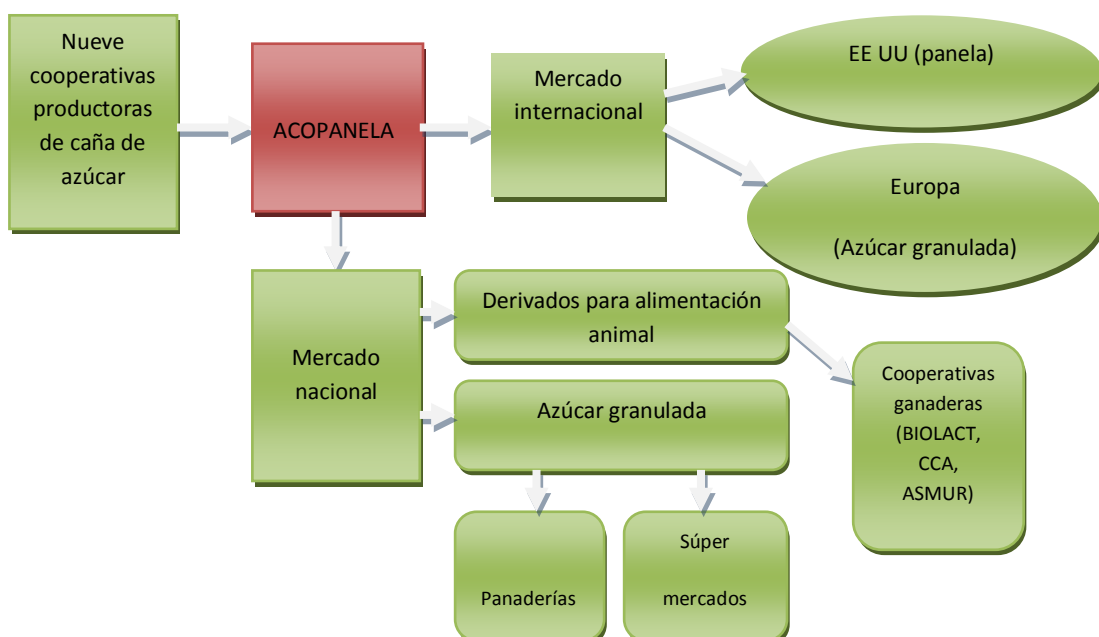 Nueve
cooperativas
productoras
de caña de
azúcar
ACOPANELA
Mercado
internacional
EE UU (panela)
Europa
(Azúcar granulada)
Mercado
nacional
Derivados para alimentación
animal
Azúcar granulada
Cooperativas
ganaderas
(BIOLACT,
CCA,
ASMUR)
Panaderías
Súper
mercados